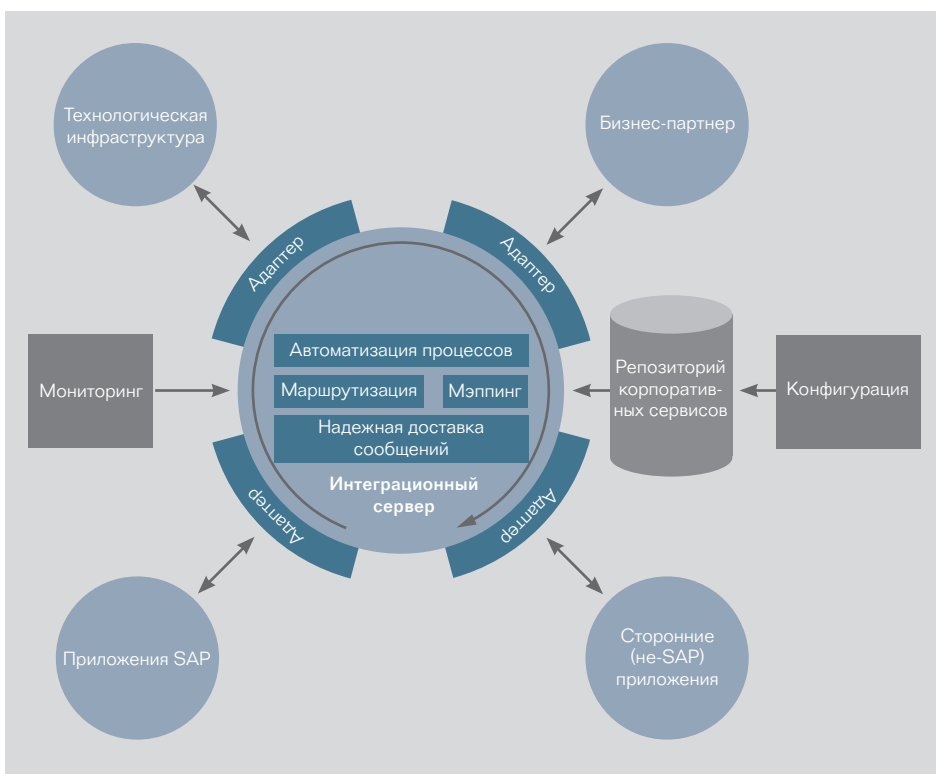 Технологическая
инфраструктура
Бизнес-партнер
Адаптер
Адаптер
Автоматизация процессов
Мониторинг
Маршрутизация
Мэппинг
Репозиторий
корпоратив-
ных сервисов
Конфигурация
Надежная доставка
сообщений
Интеграционный
сервер
Адаптер
Адаптер
Приложения SAP
Сторонние
(не-SAP)
приложения